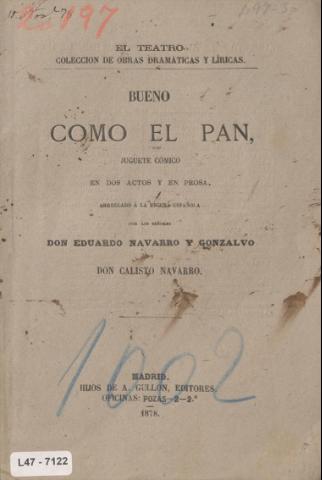 197
EL TEATRO
COLECCION DE OBRAS DRAMÁTICAS Y LÍRICAS.
BUENO
COMO EL PAN,
JUGUETE CÓMICO
EN DOS ACTOS Y EN PROSA,
ARREGLADO Á LA ESCENA ESPAÑOLA
POR LOS SEÑORES
DON EDUARDO NAVARRO Y GONZALVO
Y
DON CALISTO NAVARRO.
1002
MADRID.
HIJOS DE A. GULLON, EDITORES.
OFICINAS: POZAS—2—2.º
1878.
L47 - 7122